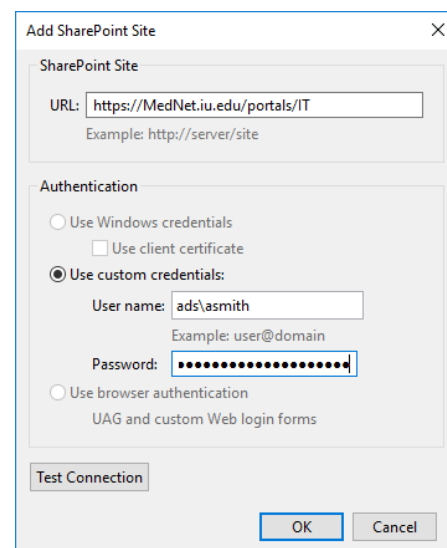 Add SharePoint Site
SharePoint Site
URL: https://MedNet.iu.edu/portals/IT
Example: http://server/site
Authentication
Use Windows credentials
Use client certificate
Use custom credentials:
User name: ads\asmith
Example: user@domain
Password: ●●●●●●●●●●●●●●●●●●●●
Use browser authentication
UAG and custom Web login forms
Test Connection
OK Cancel